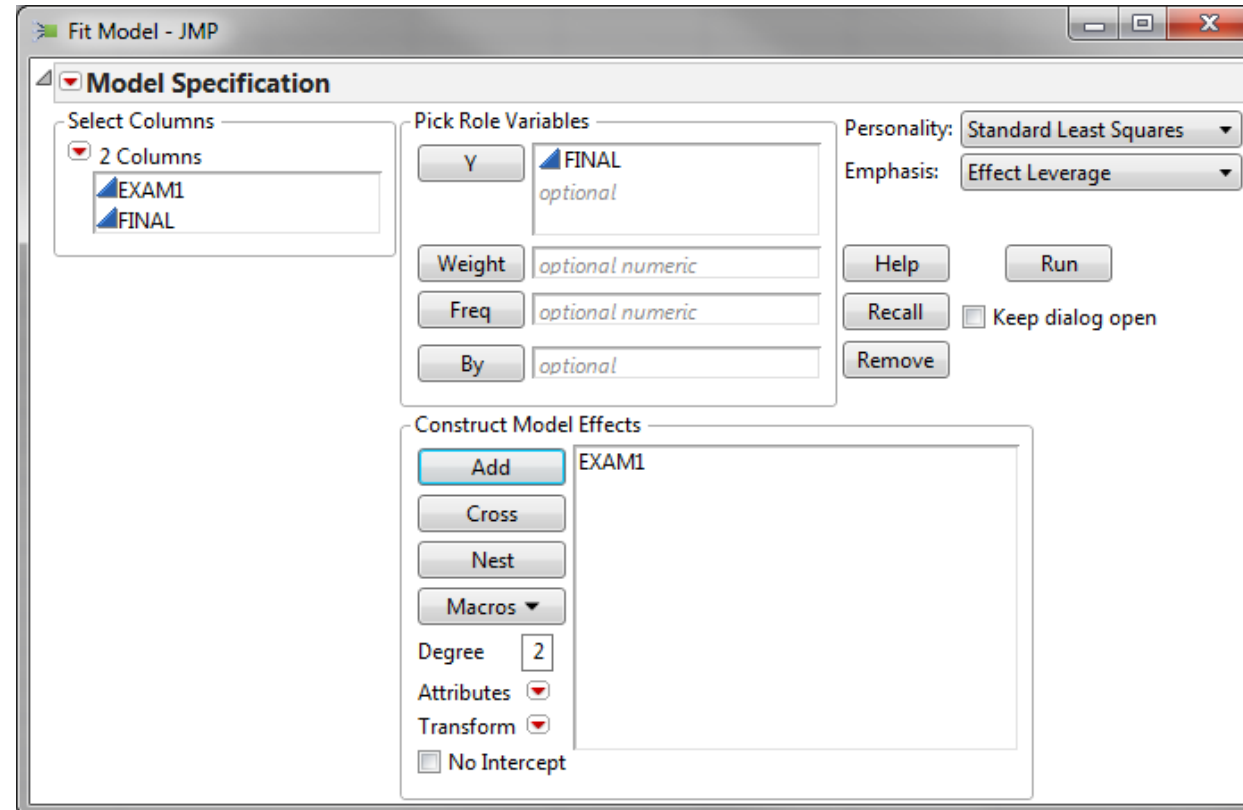 Fit Model - JMP
Model Specification
Select Columns
2 Columns
EXAM1
FINAL
Pick Role Variables
Y
FINAL
optional
Weight
optional numeric
Freq
optional numeric
By
optional
Personality:
Standard Least Squares
Emphasis:
Effect Leverage
Help
Run
Recall
Keep dialog open
Remove
Construct Model Effects
Add
EXAM1
Cross
Nest
Macros
Degree
2
Attributes
Transform
No Intercept